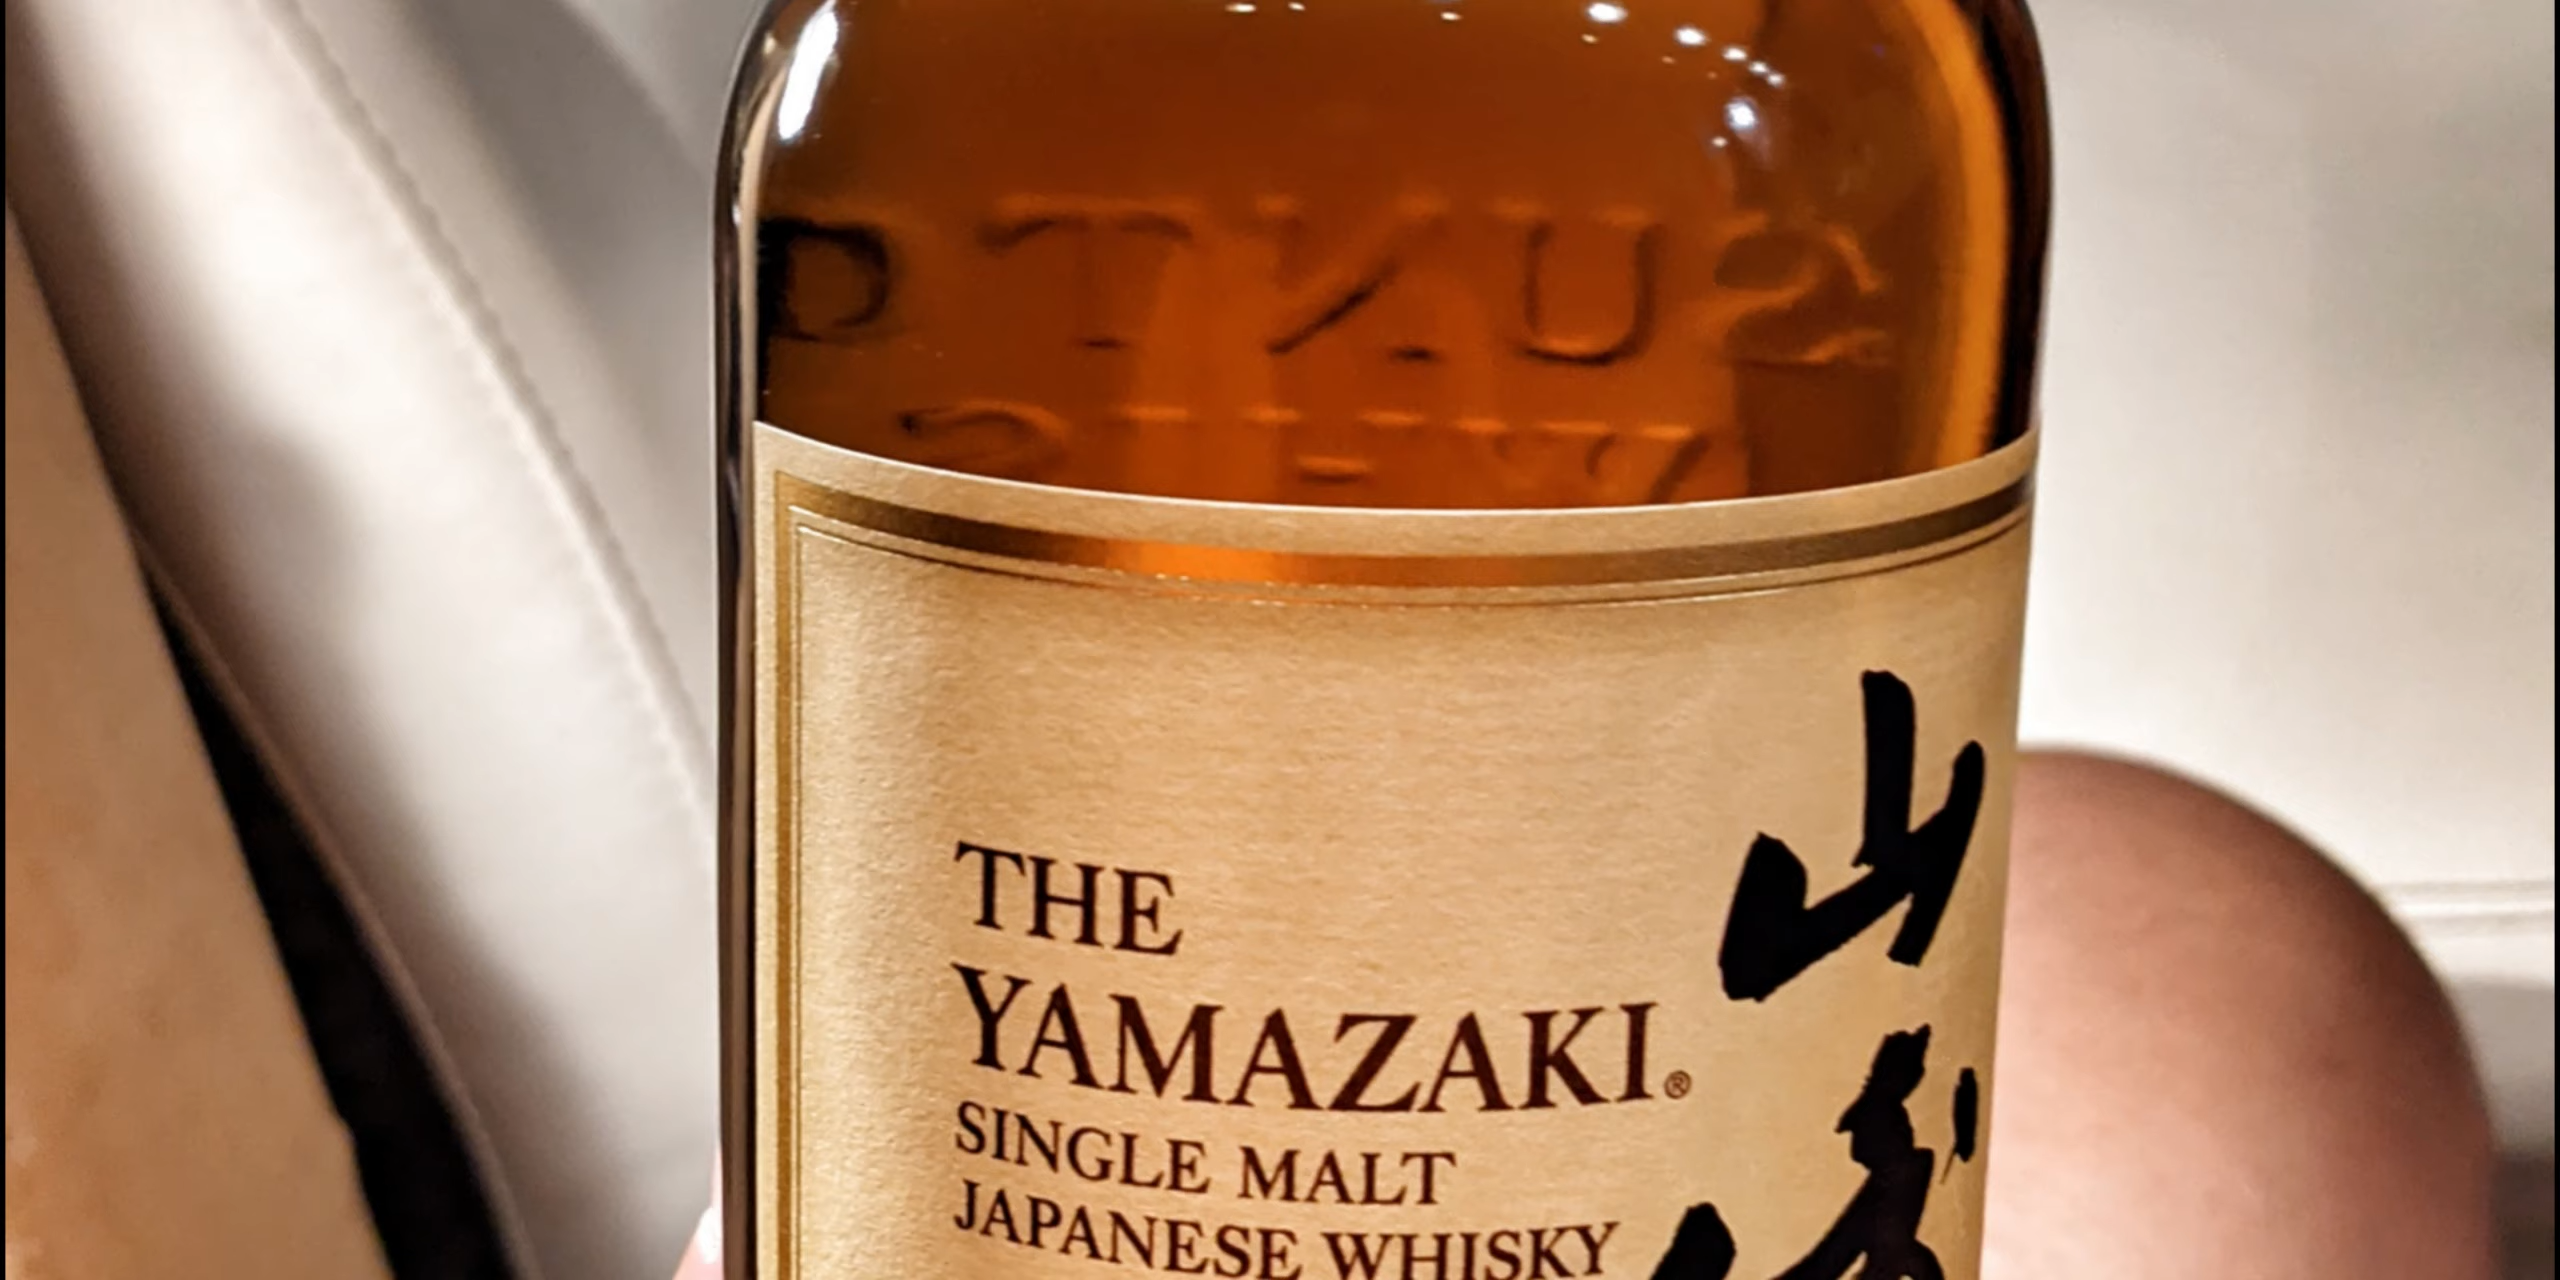 THE
YAMAZAKI®
SINGLE MALT
JAPANESE WHISKY
山